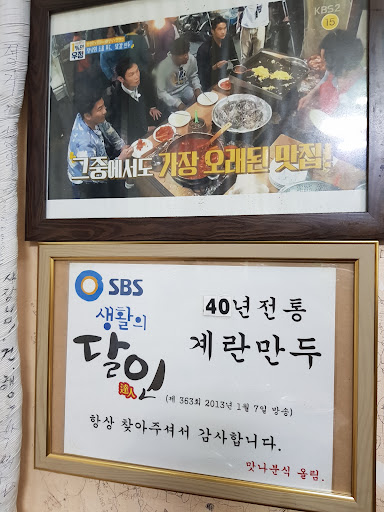 KBS2
15
그중에서도 가장 오래된 맛집!
SBS
생활의
달인
達人
40년 전통
계란만두
(제 363회 2013년 1월 7일 방송)
항상 찾아주셔서 감사합니다.
맛나분식 올림.